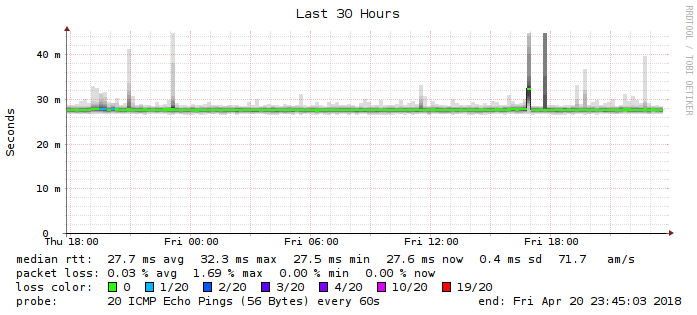 Last 30 Hours
RRDTOOL / TOBI OETIKER
Seconds
40 m
30 m
20 m
10 m
0
Thu 18:00 Fri 00:00 Fri 06:00 Fri 12:00 Fri 18:00
median rtt: 27.7 ms avg 32.3 ms max 27.5 ms min 27.6 ms now 0.4 ms sd 71.7 am/s
packet loss: 0.03 % avg 1.69 % max 0.00 % min 0.00 % now
loss color: 0 1/20 2/20 3/20 4/20 10/20 19/20
probe: 20 ICMP Echo Pings (56 Bytes) every 60s end: Fri Apr 20 23:45:03 2018